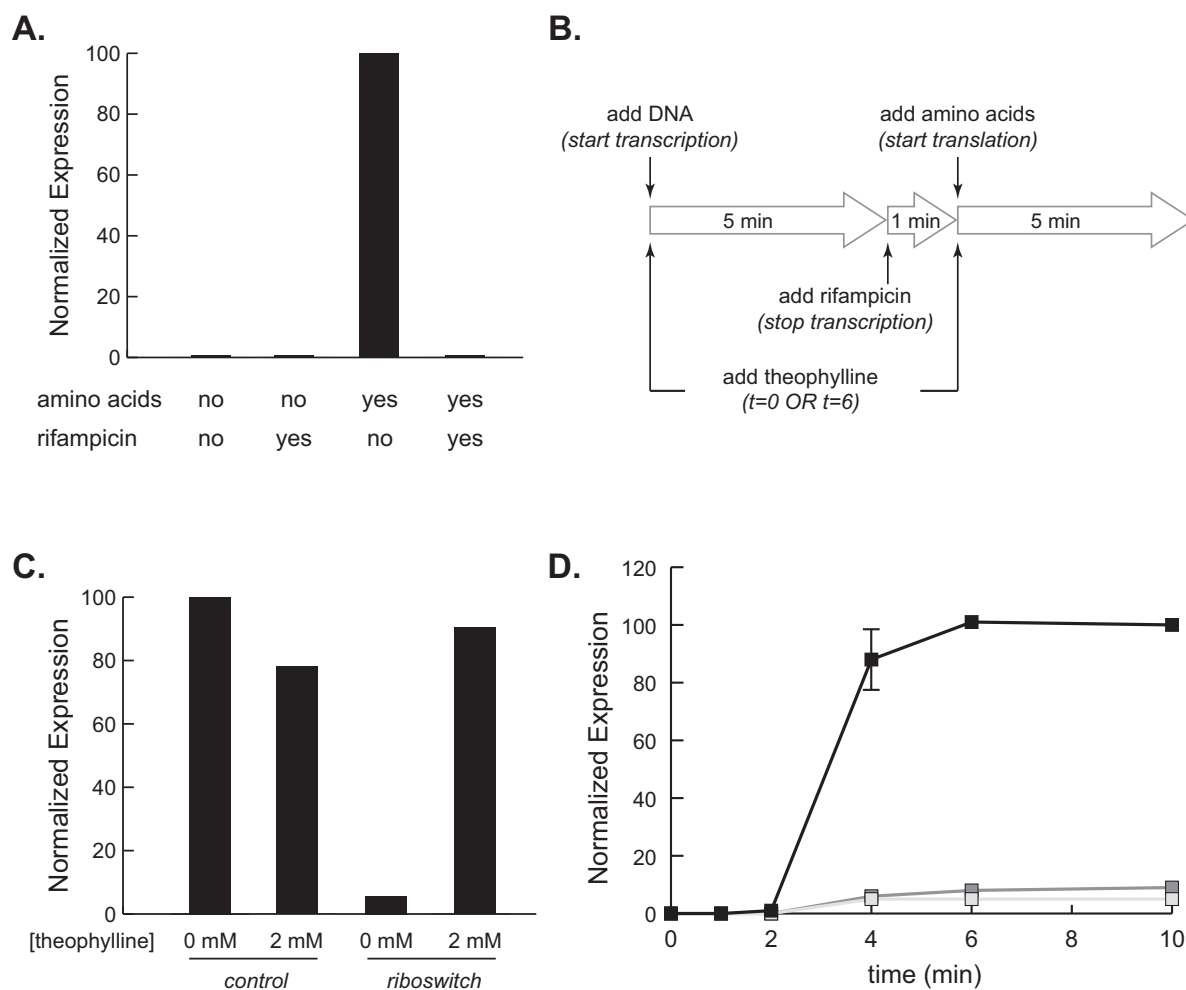 A.
Normalized Expression
100
80
60
40
20
0
amino acids no no yes yes
rifampicin no yes no yes
B.
add DNA
(start transcription)
add amino acids
(start translation)
5 min
1 min
5 min
add rifampicin
(stop transcription)
add theophylline
(t=0 OR t=6)
C.
Normalized Expression
100
80
60
40
20
0
[theophylline] 0 mM 2 mM 0 mM 2 mM
control riboswitch
D.
Normalized Expression
120
100
80
60
40
20
0
0 2 4 6 8 10
time (min)